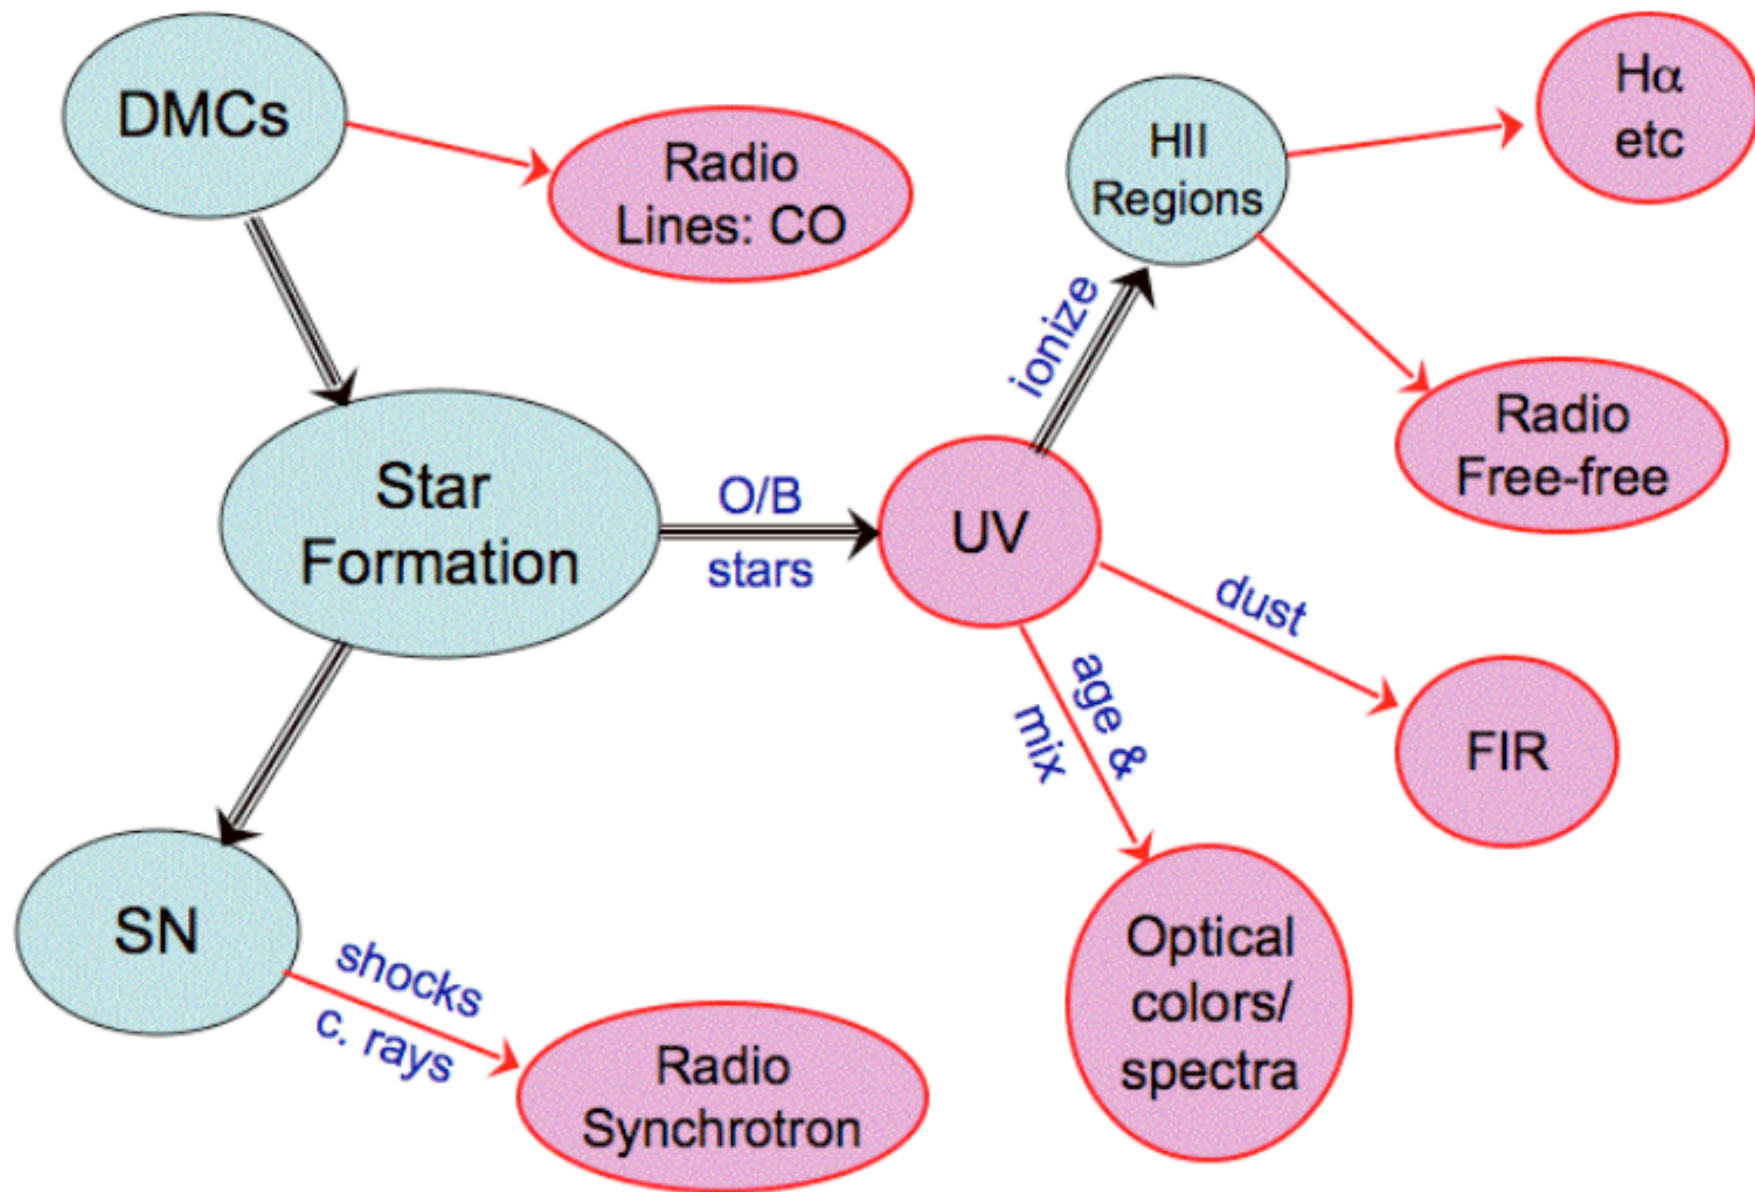 DMCs
Radio
Lines: CO
HII
Regions
Hα
etc
ionize
Radio
Free-free
Star
Formation
O/B
stars
UV
dust
age &
mix
FIR
SN
shocks
c. rays
Radio
Synchrotron
Optical
colors/
spectra